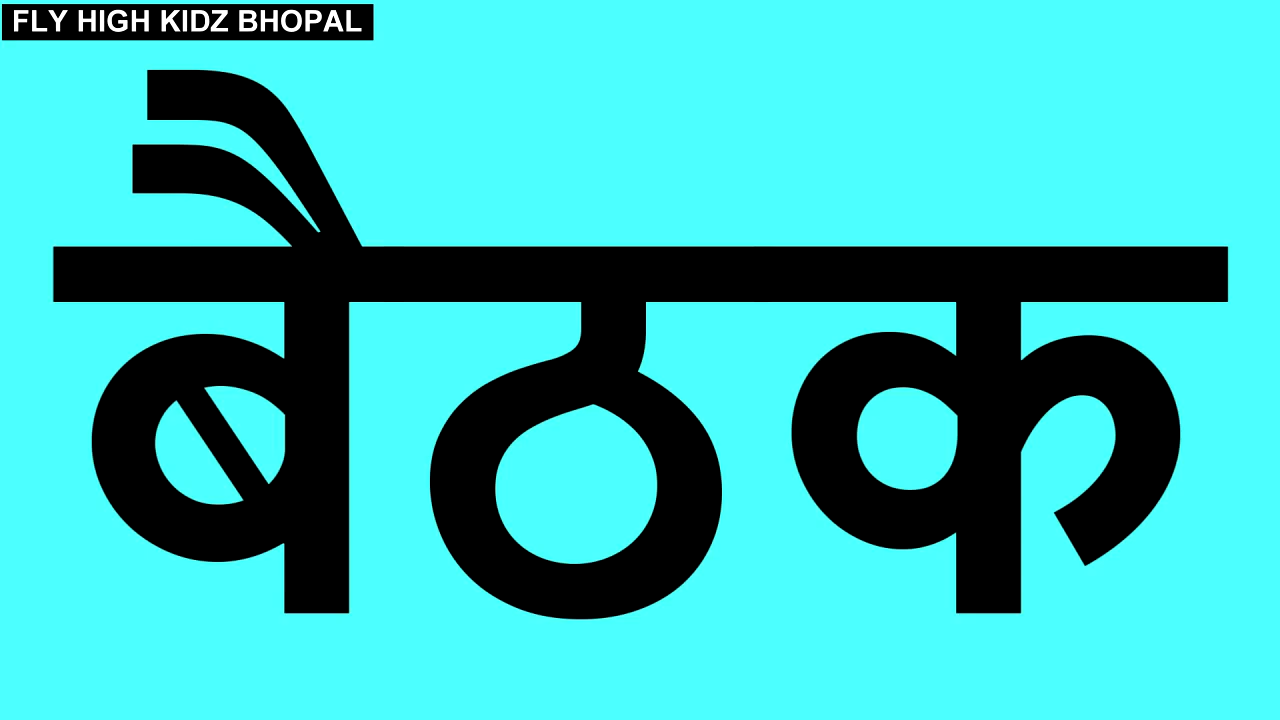 FLY HIGH KIDZ BHOPAL
बैठक